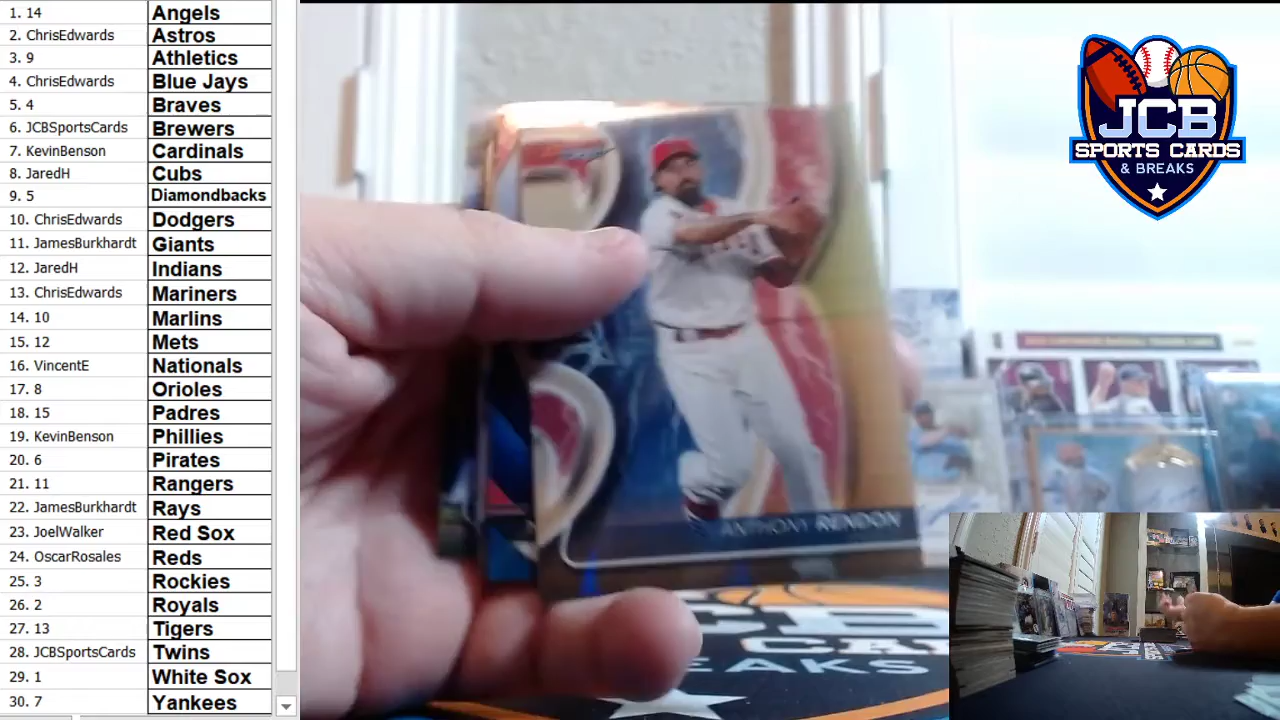 1. 14 Angels
2. ChrisEdwards Astros
3. 9 Athletics
4. ChrisEdwards Blue Jays
5. 4 Braves
6. JCBSportsCards Brewers
7. KevinBenson Cardinals
8. JaredH Cubs
9. 5 Diamondbacks
10. ChrisEdwards Dodgers
11. JamesBurkhardt Giants
12. JaredH Indians
13. ChrisEdwards Mariners
14. 10 Marlins
15. 12 Mets
16. VincentE Nationals
17. 8 Orioles
18. 15 Padres
19. KevinBenson Phillies
20. 6 Pirates
21. 11 Rangers
22. JamesBurkhardt Rays
23. JoelWalker Red Sox
24. OscarRosales Reds
25. 3 Rockies
26. 2 Royals
27. 13 Tigers
28. JCBSportsCards Twins
29. 1 White Sox
30. 7 Yankees
ANTHONY RENDON
JCB
SPORTS CARDS
& BREAKS